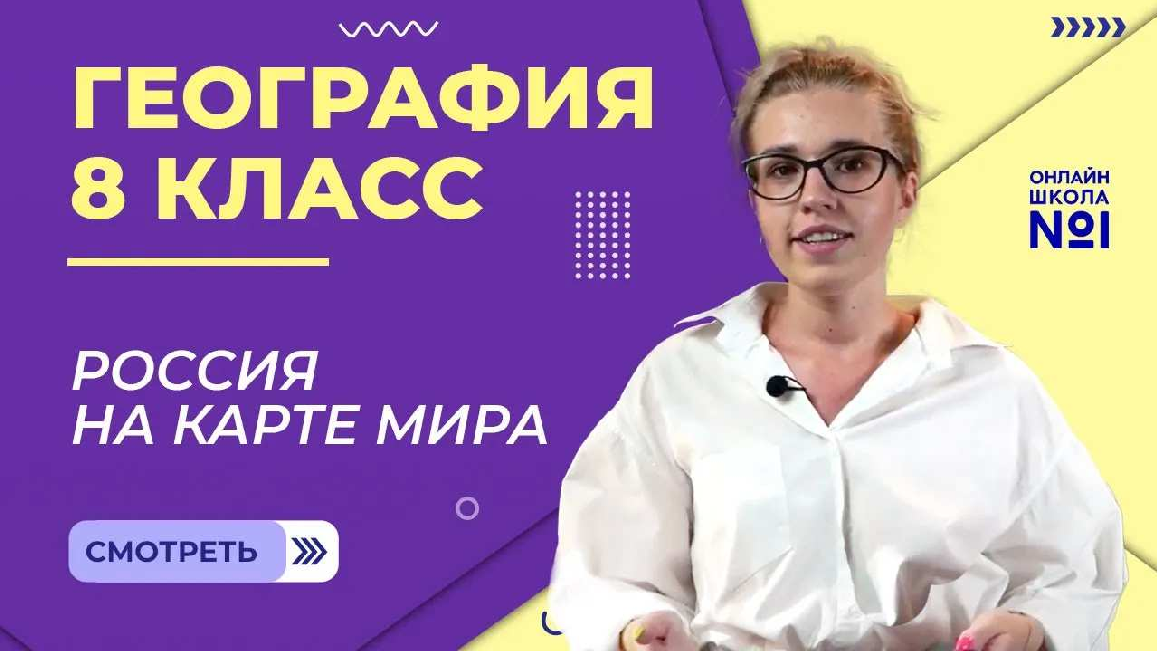 ГЕОГРАФИЯ
8 КЛАСС
РОССИЯ
НА КАРТЕ МИРА
СМОТРЕТЬ
ОНЛАЙН
ШКОЛА
№1